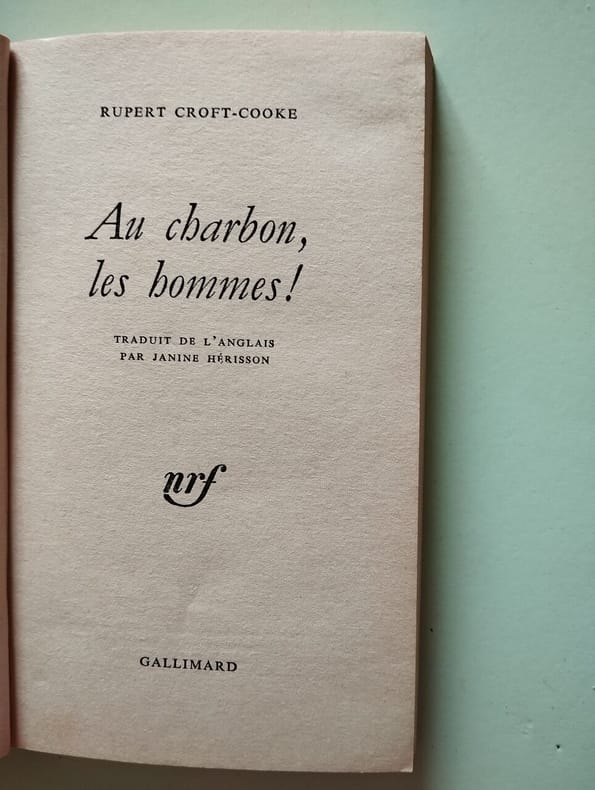 RUPERT CROFT-COOKE
Au charbon,
les hommes!
TRADUIT DE L'ANGLAIS
PAR JANINE HÉRISSON
nrf
GALLIMARD